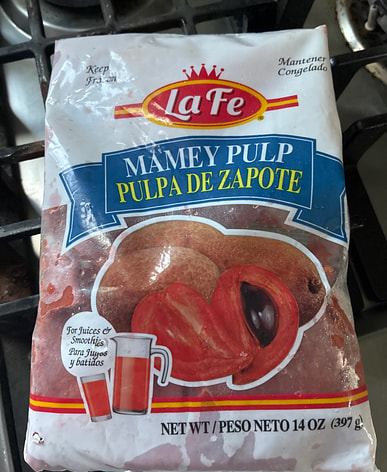 Keep
Frozen
Mantener
Congelado
La Fe
MAMEY PULP
PULPA DE ZAPOTE
For Juices &
Smoothies
Para Jugos
y batidos
NET WT / PESO NETO 14 OZ (397 g)